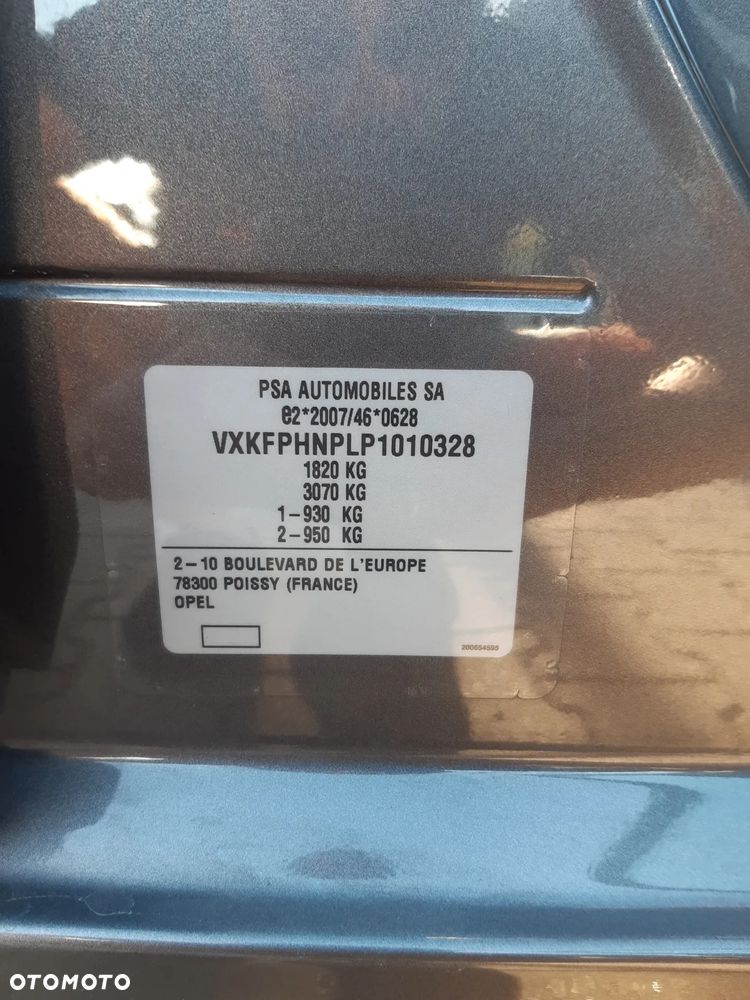 PSA AUTOMOBILES SA
e2*2007/46*0628
VXKFPHNPLP1010328
1820 KG
3070 KG
1-930 KG
2-950 KG
2-10 BOULEVARD DE L'EUROPE
78300 POISSY (FRANCE)
OPEL
200654595
OTOMOTO